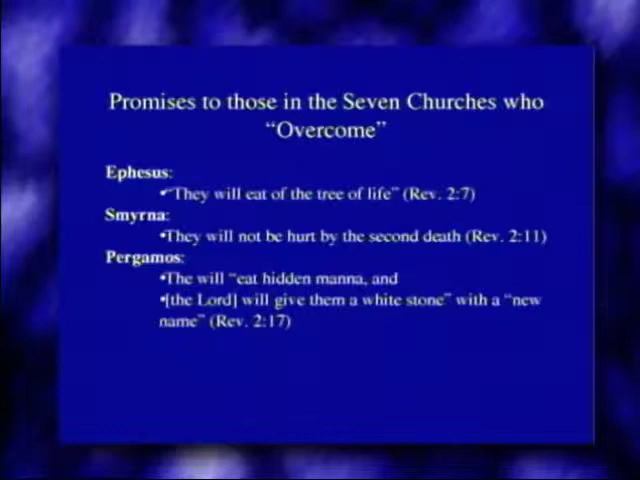 Promises to those in the Seven Churches who
“Overcome”
Ephesus:
•“They will eat of the tree of life” (Rev. 2:7)
Smyrna:
•They will not be hurt by the second death (Rev. 2:11)
Pergamos:
•The will “eat hidden manna, and
•[the Lord] will give them a white stone” with a “new
name” (Rev. 2:17)